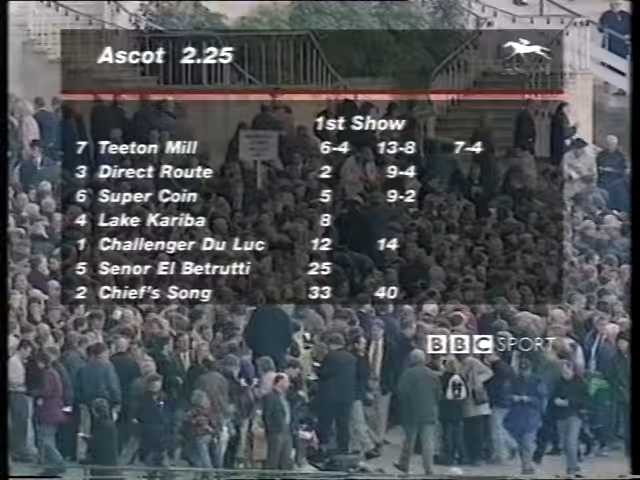 Ascot 2.25
1st Show
7 Teeton Mill 6-4 13-8 7-4
3 Direct Route 2 9-4
6 Super Coin 5 9-2
4 Lake Kariba 8
1 Challenger Du Luc 12 14
5 Senor El Betrutti 25
2 Chief's Song 33 40
BBC SPORT